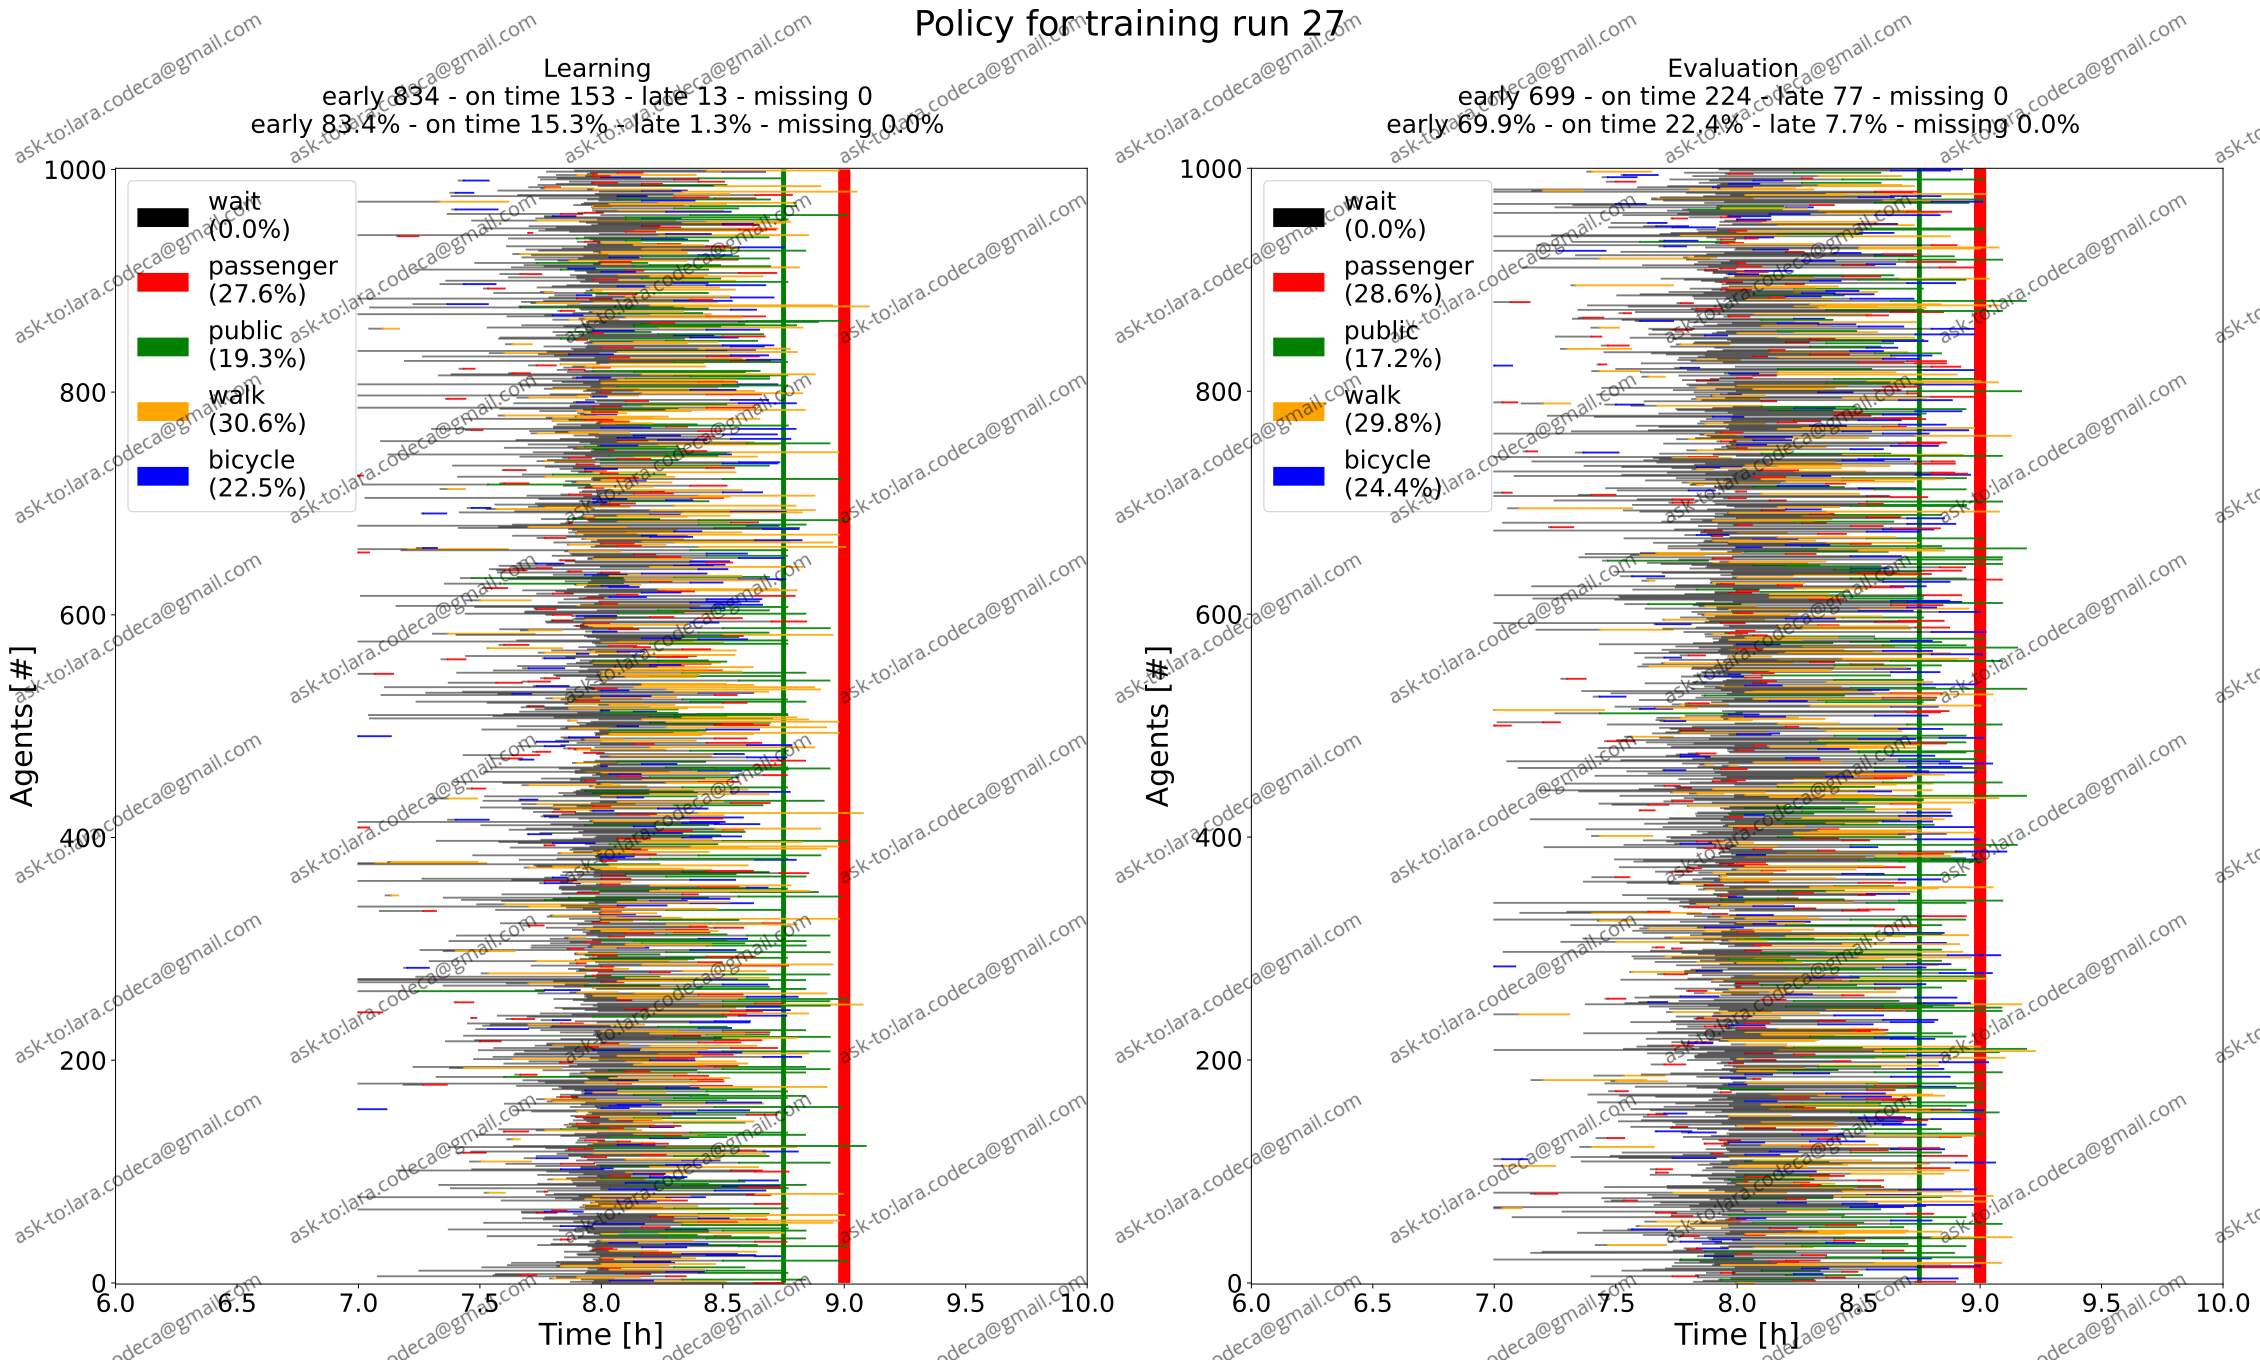 Policy for training run 27
Learning
early 834 - on time 153 - late 13 - missing 0
early 83.4% - on time 15.3% - late 1.3% - missing 0.0%
1000
800
600
400
200
0
Agents [#]
wait
(0.0%)
passenger
(27.6%)
public
(19.3%)
walk
(30.6%)
bicycle
(22.5%)
6.0 6.5 7.0 7.5 8.0 8.5 9.0 9.5 10.0
Time [h]
Evaluation
early 699 - on time 224 - late 77 - missing 0
early 69.9% - on time 22.4% - late 7.7% - missing 0.0%
1000
800
600
400
200
0
Agents [#]
wait
(0.0%)
passenger
(28.6%)
public
(17.2%)
walk
(29.8%)
bicycle
(24.4%)
6.0 6.5 7.0 7.5 8.0 8.5 9.0 9.5 10.0
Time [h]
ask-to:lara.codeca@gmail.com